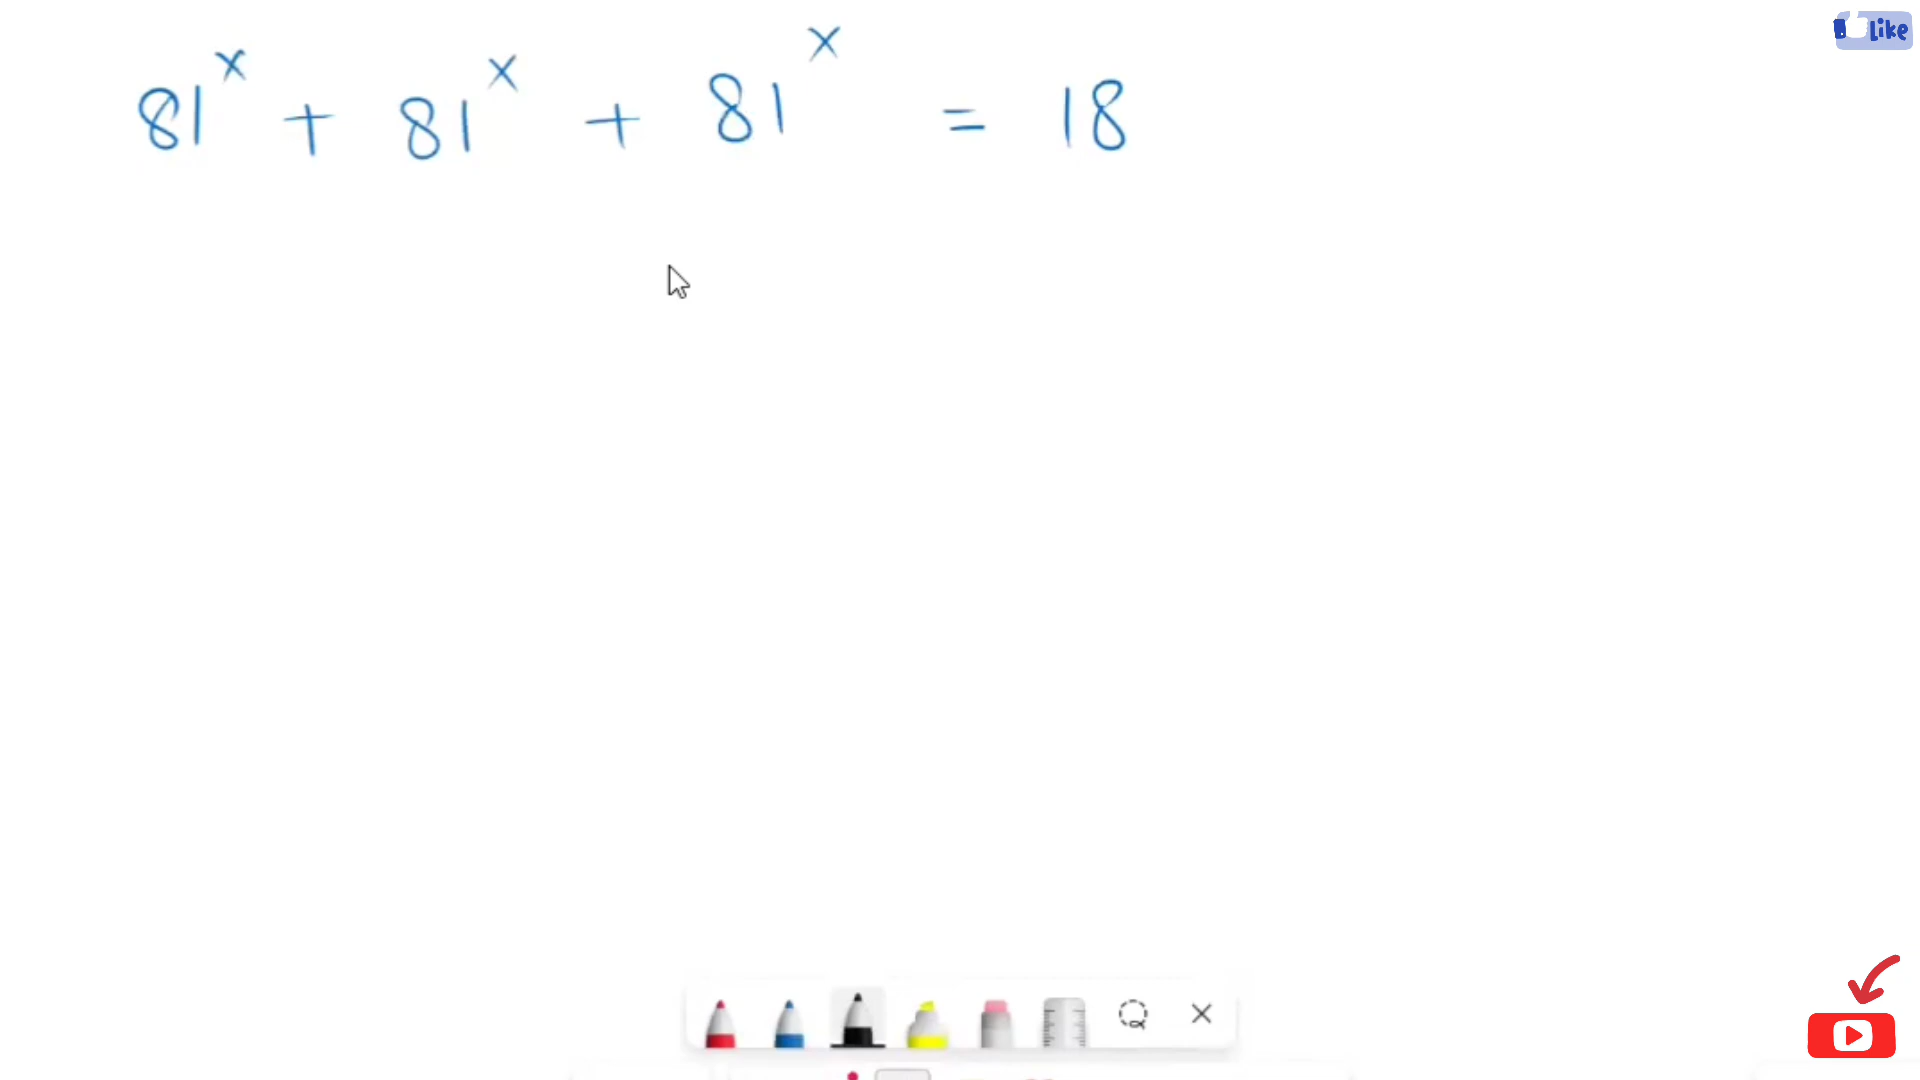 81^x + 81^x + 81^x = 18
Like